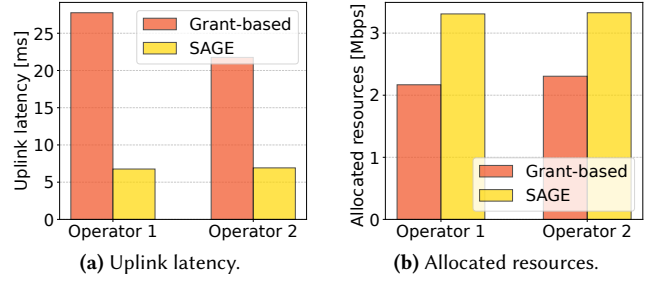 Uplink latency [ms]
25
20
15
10
5
0
Grant-based
SAGE
Operator 1
Operator 2
(a) Uplink latency.
Allocated resources [Mbps]
3
2
1
0
Grant-based
SAGE
Operator 1
Operator 2
(b) Allocated resources.